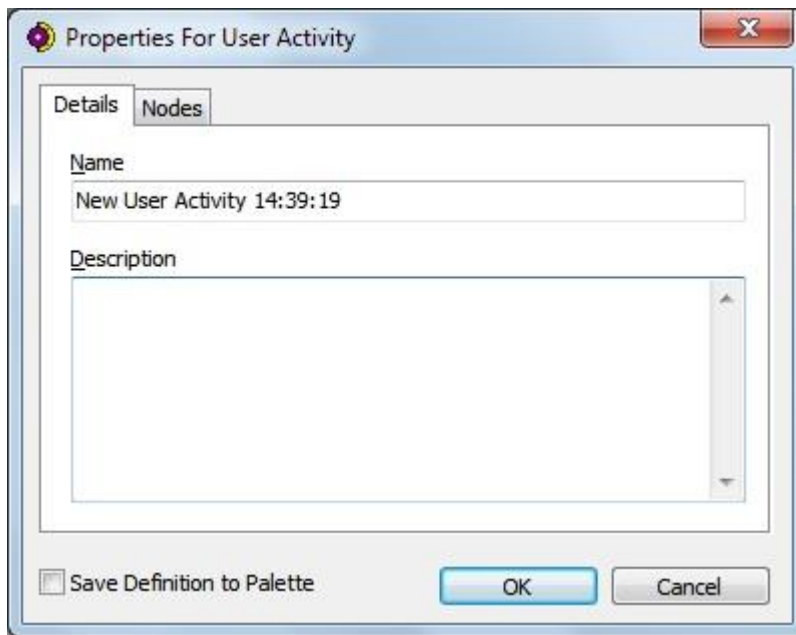 Properties For User Activity
Details Nodes
Name
New User Activity 14:39:19
Description
Save Definition to Palette OK Cancel